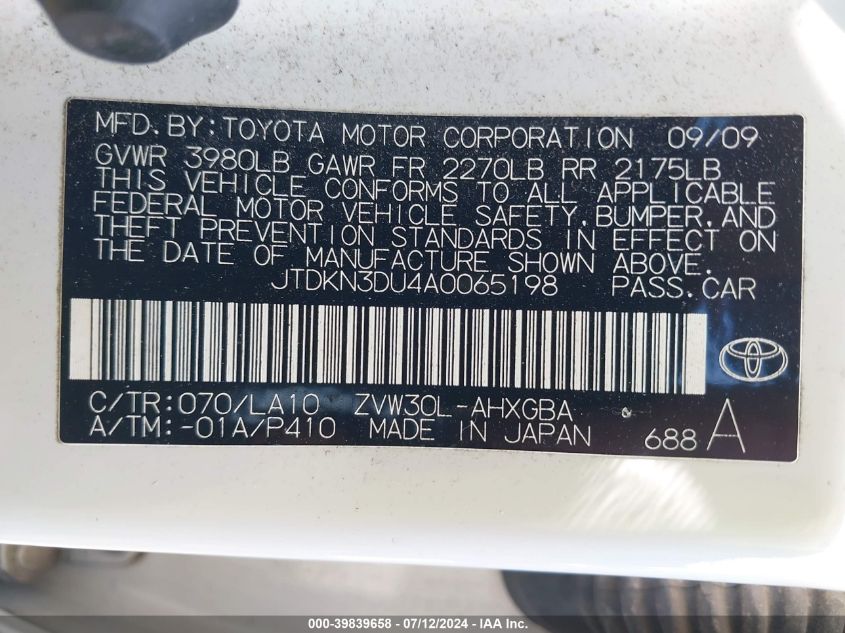 MFD.BY:TOYOTA MOTOR CORPORATION 09/09
GVWR 3980LB GAWR FR 2270LB RR 2175LB
THIS VEHICLE CONFORMS TO ALL APPLICABLE
FEDERAL MOTOR VEHICLE SAFETY,BUMPER,AND
THEFT PREVENTION STANDARDS IN EFFECT ON
THE DATE OF MANUFACTURE SHOWN ABOVE.
JTDKN3DU4A0065198 PASS.CAR
C/TR:070/LA10 ZVW30L-AHXGBA
A/TM:-01A/P410 MADE IN JAPAN 688 A
000-39839658 - 07/12/2024 - IAA Inc.